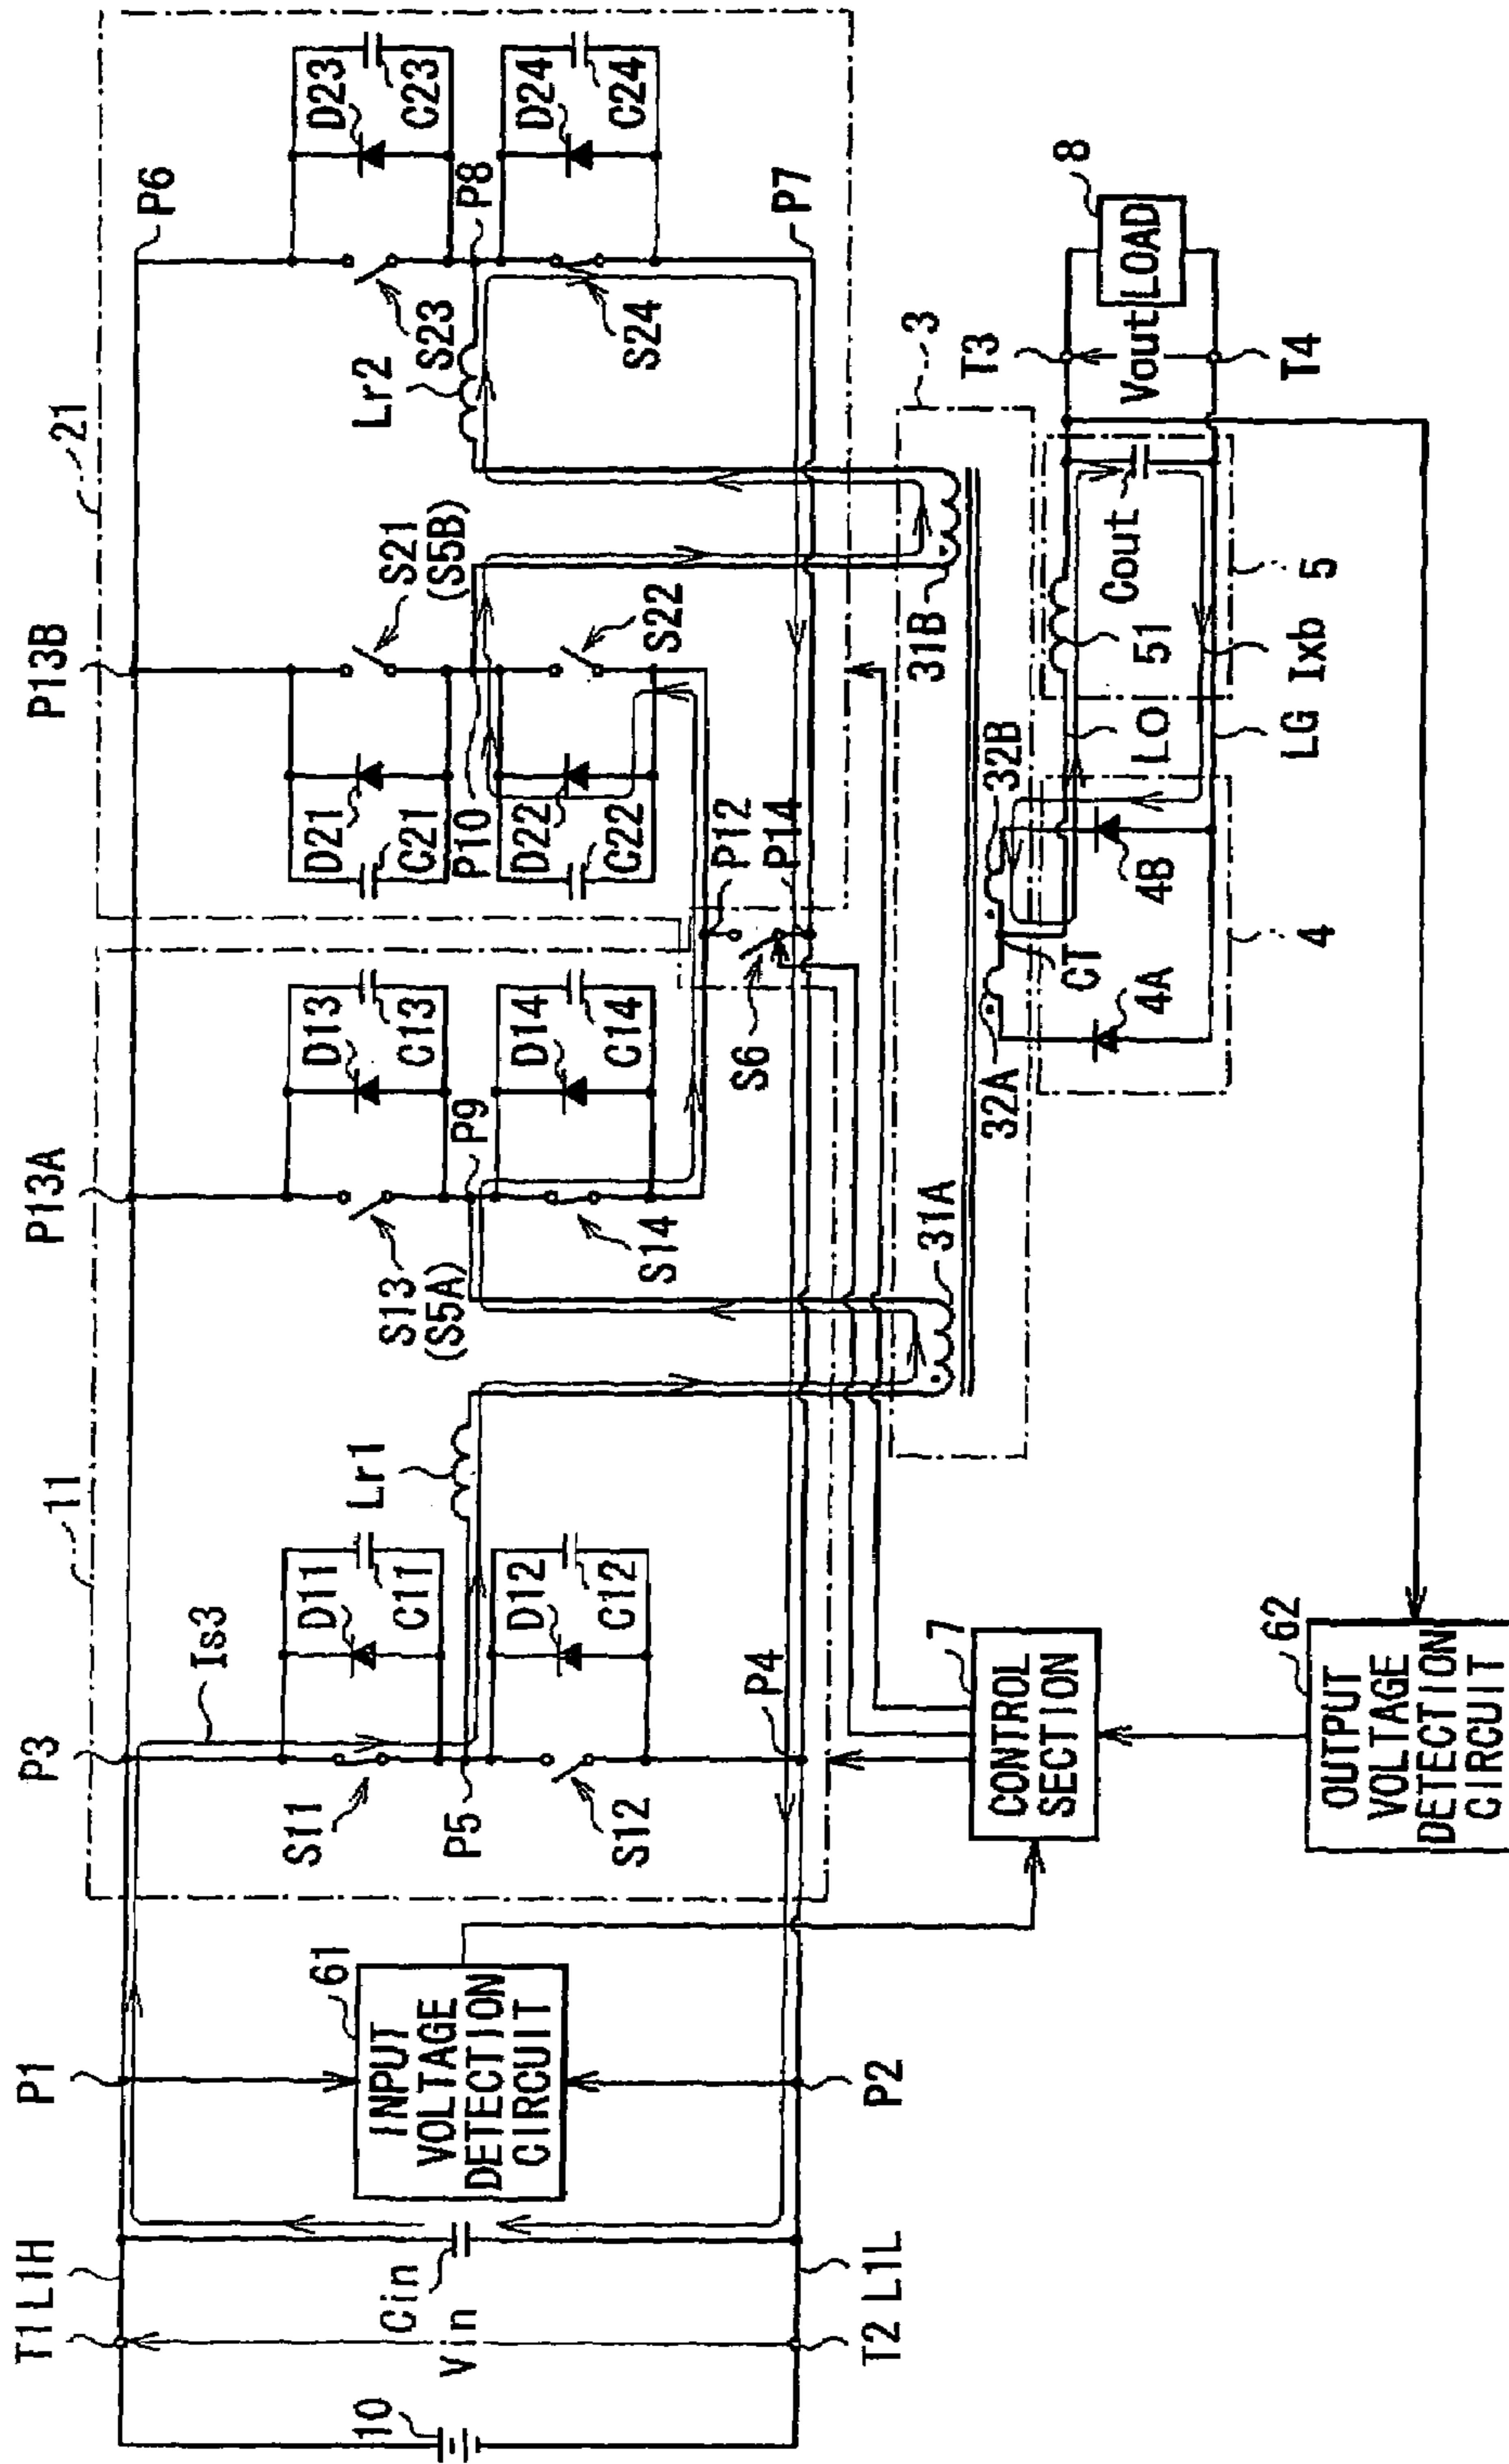 T1
L1H
P1
P3
P13A
P13B
P6
11
21
Is3
10
Vin
Cin
61
INPUT
VOLTAGE
DETECTION
CIRCUIT
S11
D11
C11
P5
S12
D12
C12
Lr1
S13
(S5A)
D13
C13
P9
S14
D14
C14
D21
C21
S21
(S5B)
P10
D22
C22
S22
Lr2
S23
D23
C23
P8
S24
D24
C24
P7
P12
P14
S6
P4
T2
L1L
P2
31A
31B
3
7
CONTROL
SECTION
32A
32B
CT
4A
4B
4
LO
51
LG
Ixb
Cout
5
T3
Vout
T4
LOAD
8
62
OUTPUT
VOLTAGE
DETECTION
CIRCUIT